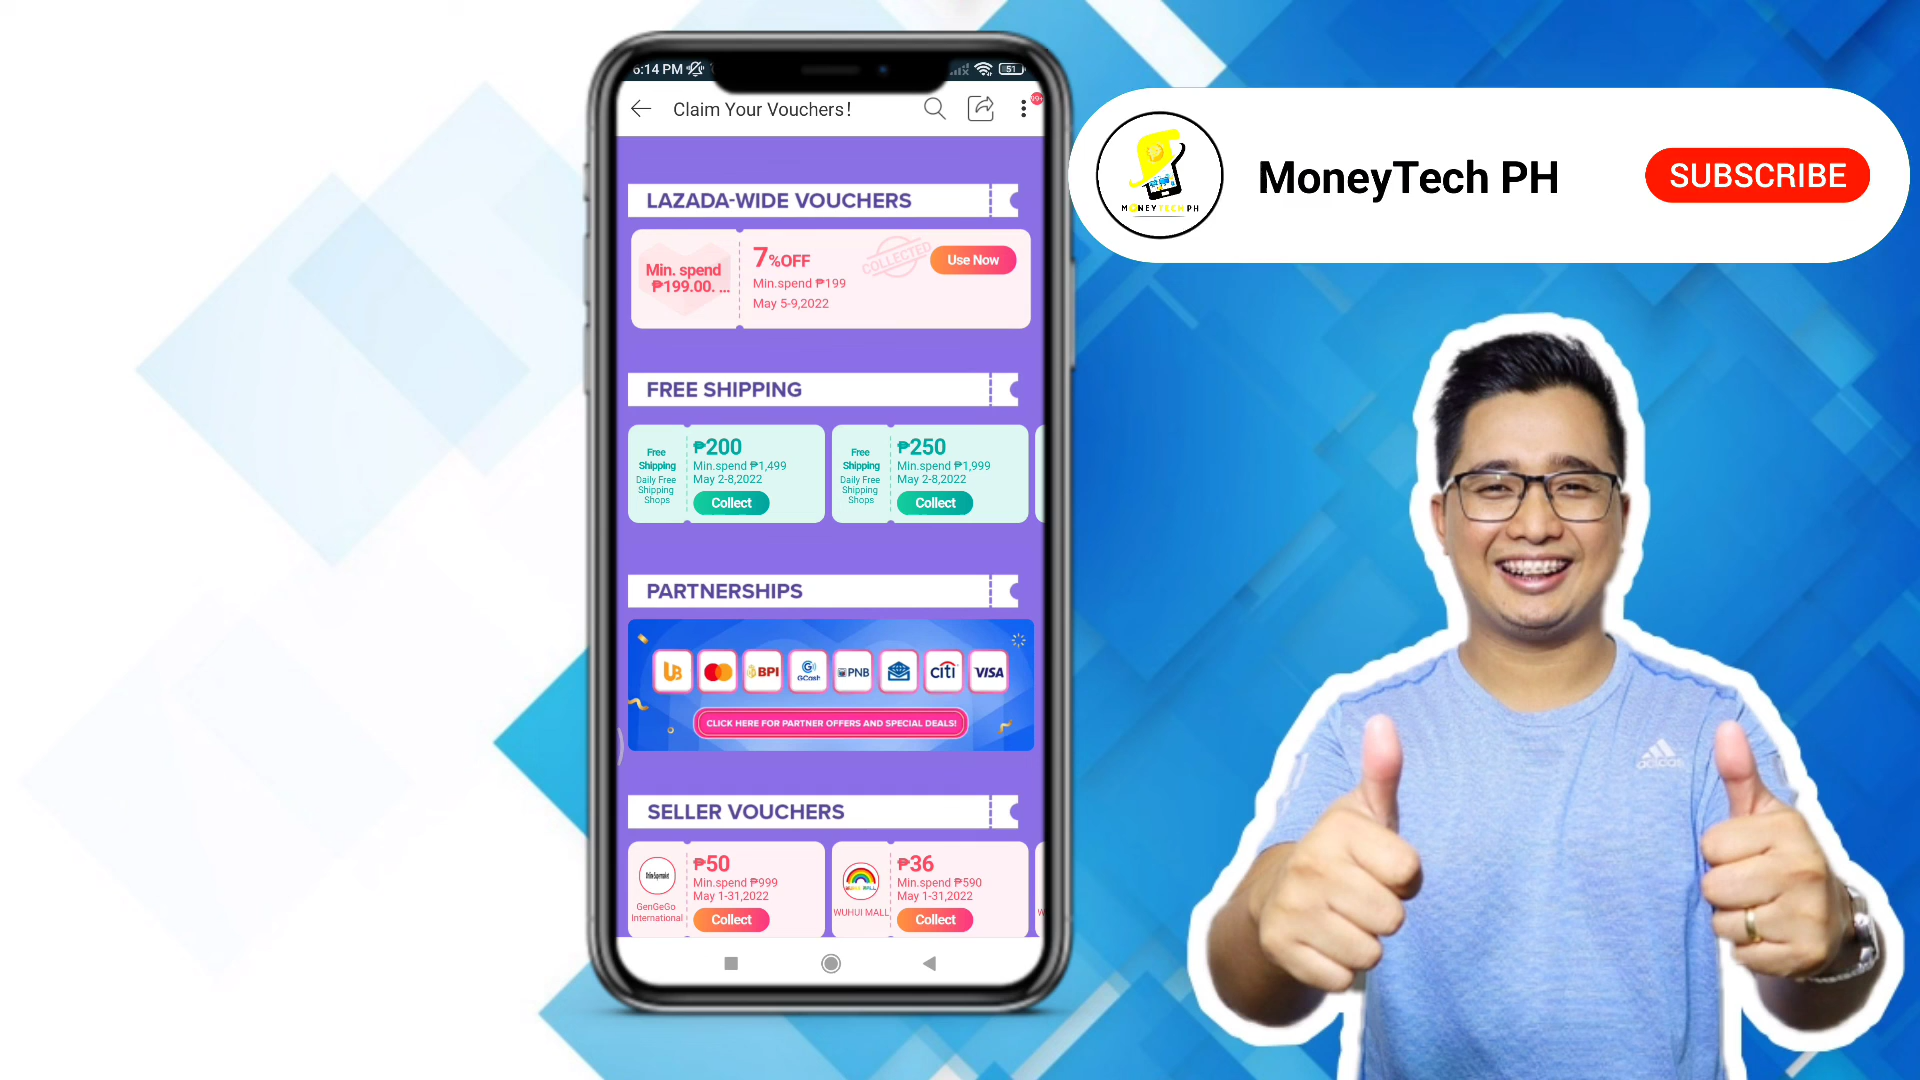 6:14 PM
51
Claim Your Vouchers!
LAZADA-WIDE VOUCHERS
Min. spend
₱199.00. ...
7%OFF
Min.spend ₱199
May 5-9,2022
COLLECTED
Use Now
FREE SHIPPING
Free
Shipping
Daily Free
Shipping
Shops
₱200
Min.spend ₱1,499
May 2-8,2022
Collect
Free
Shipping
Daily Free
Shipping
Shops
₱250
Min.spend ₱1,999
May 2-8,2022
Collect
PARTNERSHIPS
UB
BPI
GCash
PNB
citi
VISA
CLICK HERE FOR PARTNER OFFERS AND SPECIAL DEALS!
SELLER VOUCHERS
GenGeGo
International
₱50
Min.spend ₱999
May 1-31,2022
Collect
WUHUI MALL
₱36
Min.spend ₱590
May 1-31,2022
Collect
W
MONEYTECH PH
MoneyTech PH
SUBSCRIBE
adidas